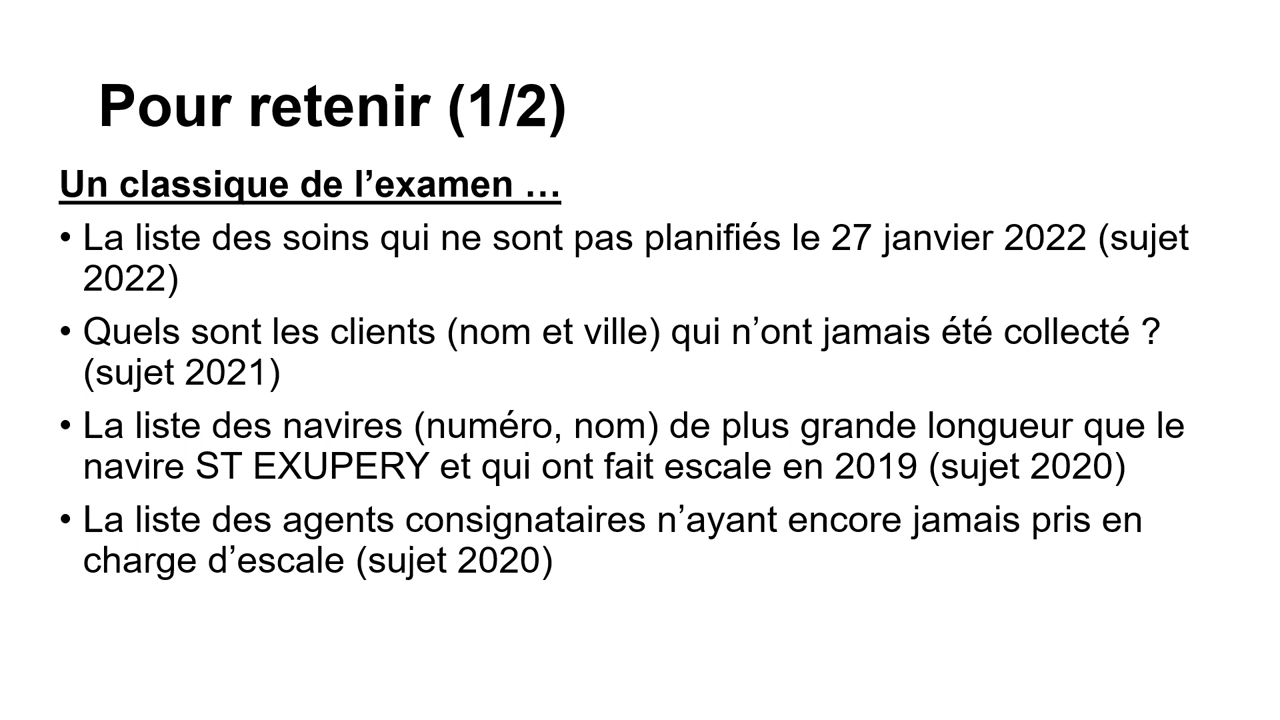 Pour retenir (1/2)
Un classique de l’examen …
• La liste des soins qui ne sont pas planifiés le 27 janvier 2022 (sujet
2022)
• Quels sont les clients (nom et ville) qui n’ont jamais été collecté ?
(sujet 2021)
• La liste des navires (numéro, nom) de plus grande longueur que le
navire ST EXUPERY et qui ont fait escale en 2019 (sujet 2020)
• La liste des agents consignataires n’ayant encore jamais pris en
charge d’escale (sujet 2020)